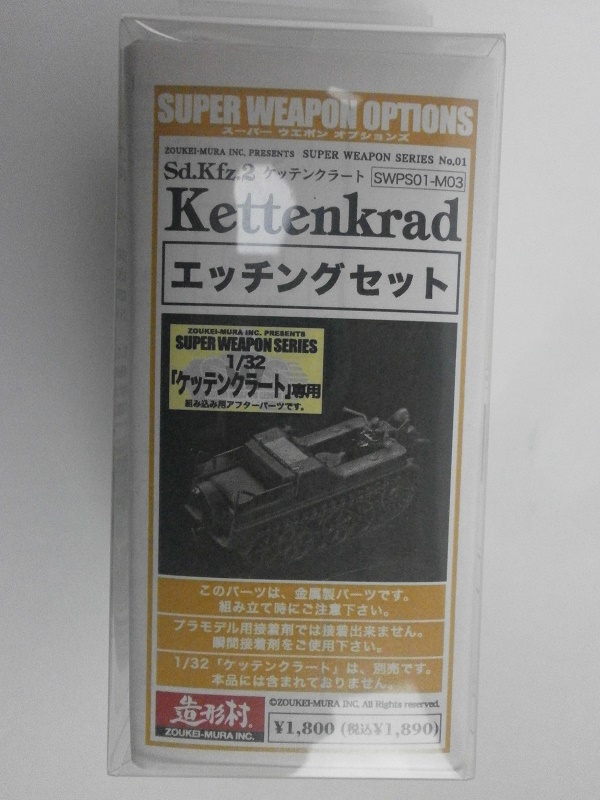 SUPER WEAPON OPTIONS
スーパー ウエポン オプションズ
ZOUKEI-MURA INC. PRESENTS SUPER WEAPON SERIES No.01
Sd.Kfz.2 ケッテンクラート SWPS01-M03
Kettenkrad
エッチングセット
ZOUKEI-MURA INC. PRESENTS
SUPER WEAPON SERIES
1/32
「ケッテンクラート」専用
組み込み用アフターパーツです。
このパーツは、金属製パーツです。
組み立て時にご注意下さい。
プラモデル用接着剤では接着出来ません。
瞬間接着剤をご使用下さい。
1/32「ケッテンクラート」は、別売です。
本品には含まれておりません。
造形村
ZOUKEI-MURA INC.
©ZOUKEI-MURA INC. All Rights reserved.
¥1,800 (税込¥1,890)